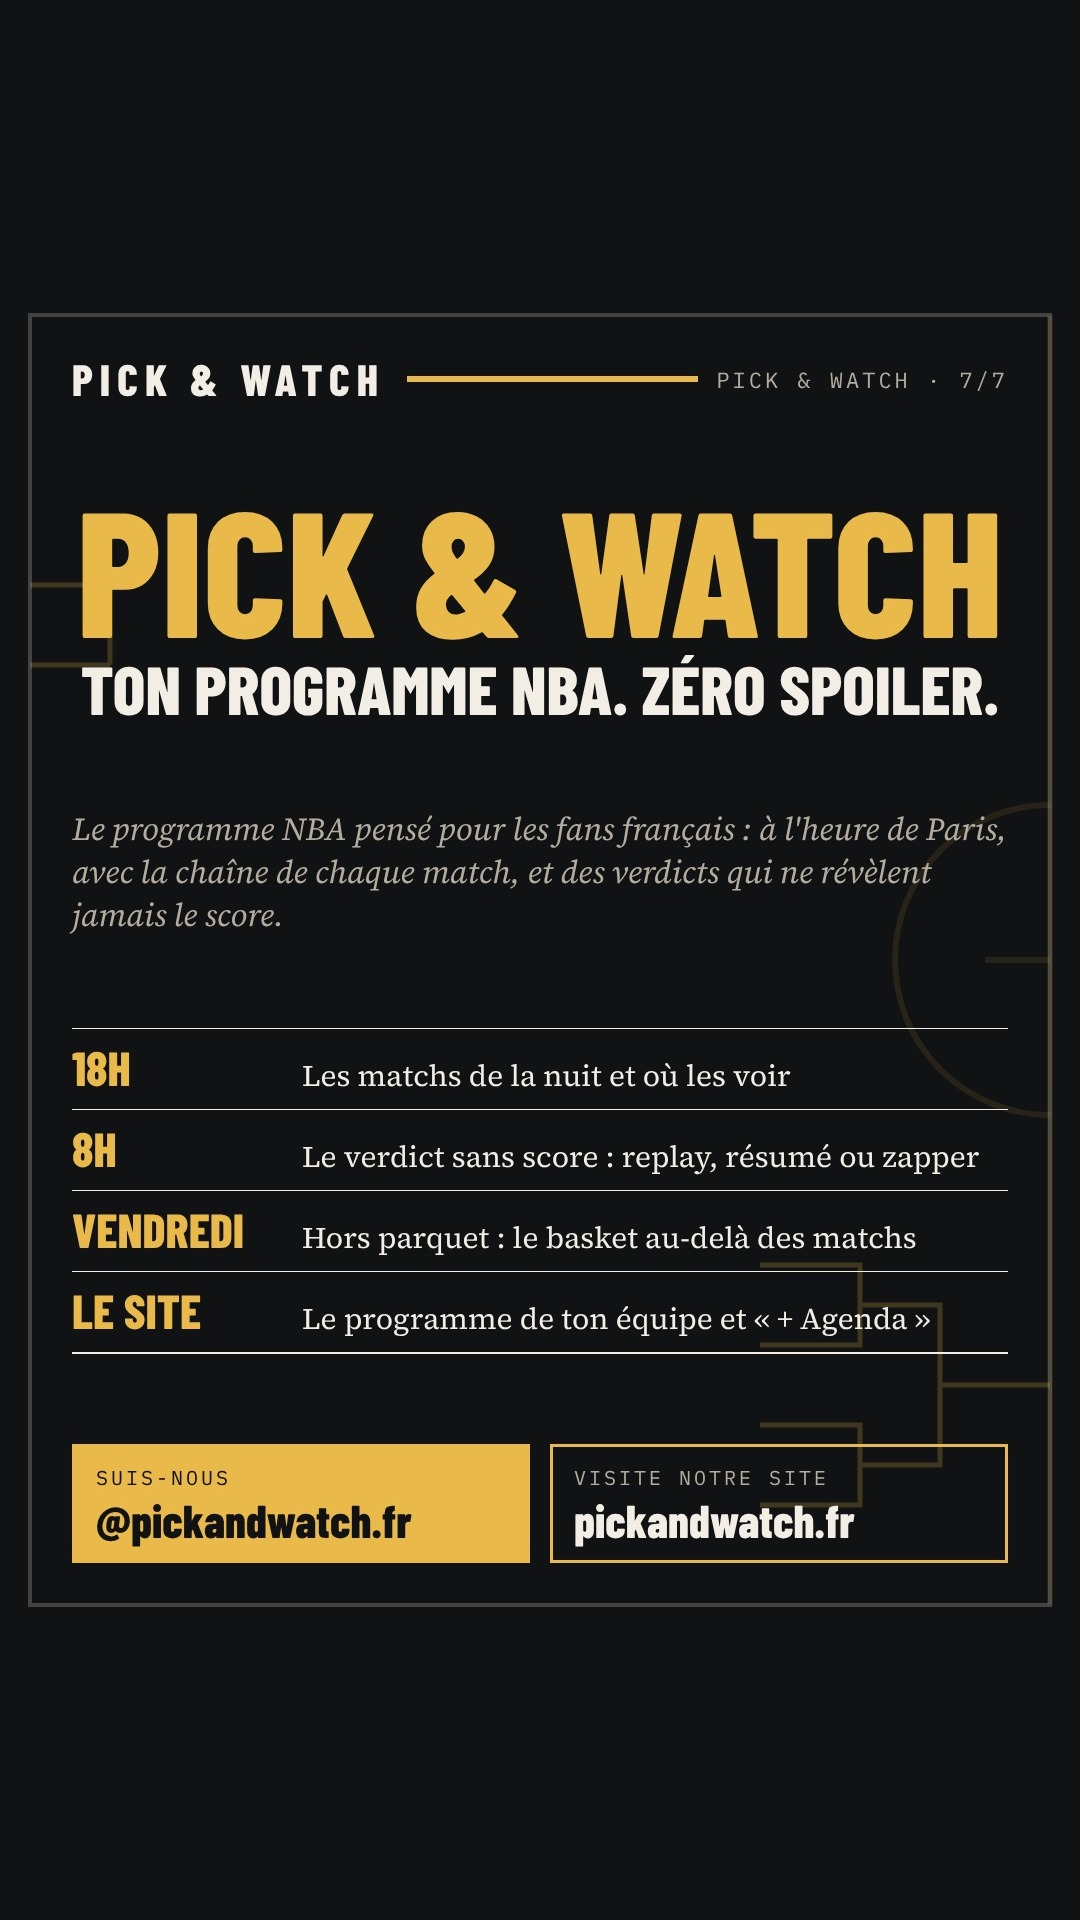 PICK & WATCH
PICK & WATCH · 7/7
PICK & WATCH
TON PROGRAMME NBA. ZÉRO SPOILER.
Le programme NBA pensé pour les fans français : à l'heure de Paris,
avec la chaîne de chaque match, et des verdicts qui ne révèlent
jamais le score.
18H Les matchs de la nuit et où les voir
8H Le verdict sans score : replay, résumé ou zapper
VENDREDI Hors parquet : le basket au-delà des matchs
LE SITE Le programme de ton équipe et « + Agenda »
SUIS-NOUS
@pickandwatch.fr
VISITE NOTRE SITE
pickandwatch.fr